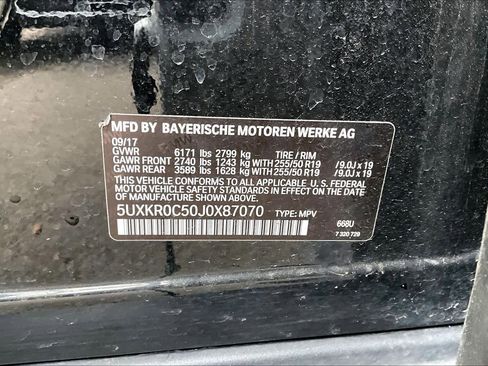 MFD BY BAYERISCHE MOTOREN WERKE AG
09/17
GVWR 6171 lbs 2799 kg TIRE / RIM
GAWR FRONT 2740 lbs 1243 kg WITH 255/50 R19 /9.0J x 19
GAWR REAR 3589 lbs 1628 kg WITH 255/50 R19 /9.0J x 19
THIS VEHICLE CONFORMS TO ALL APPLICABLE U. S. FEDERAL
MOTOR VEHICLE SAFETY STANDARDS IN EFFECT ON THE
DATE OF MANUFACTURE SHOWN ABOVE.
5UXKR0C50J0X87070 TYPE: MPV
668U
7 320 729